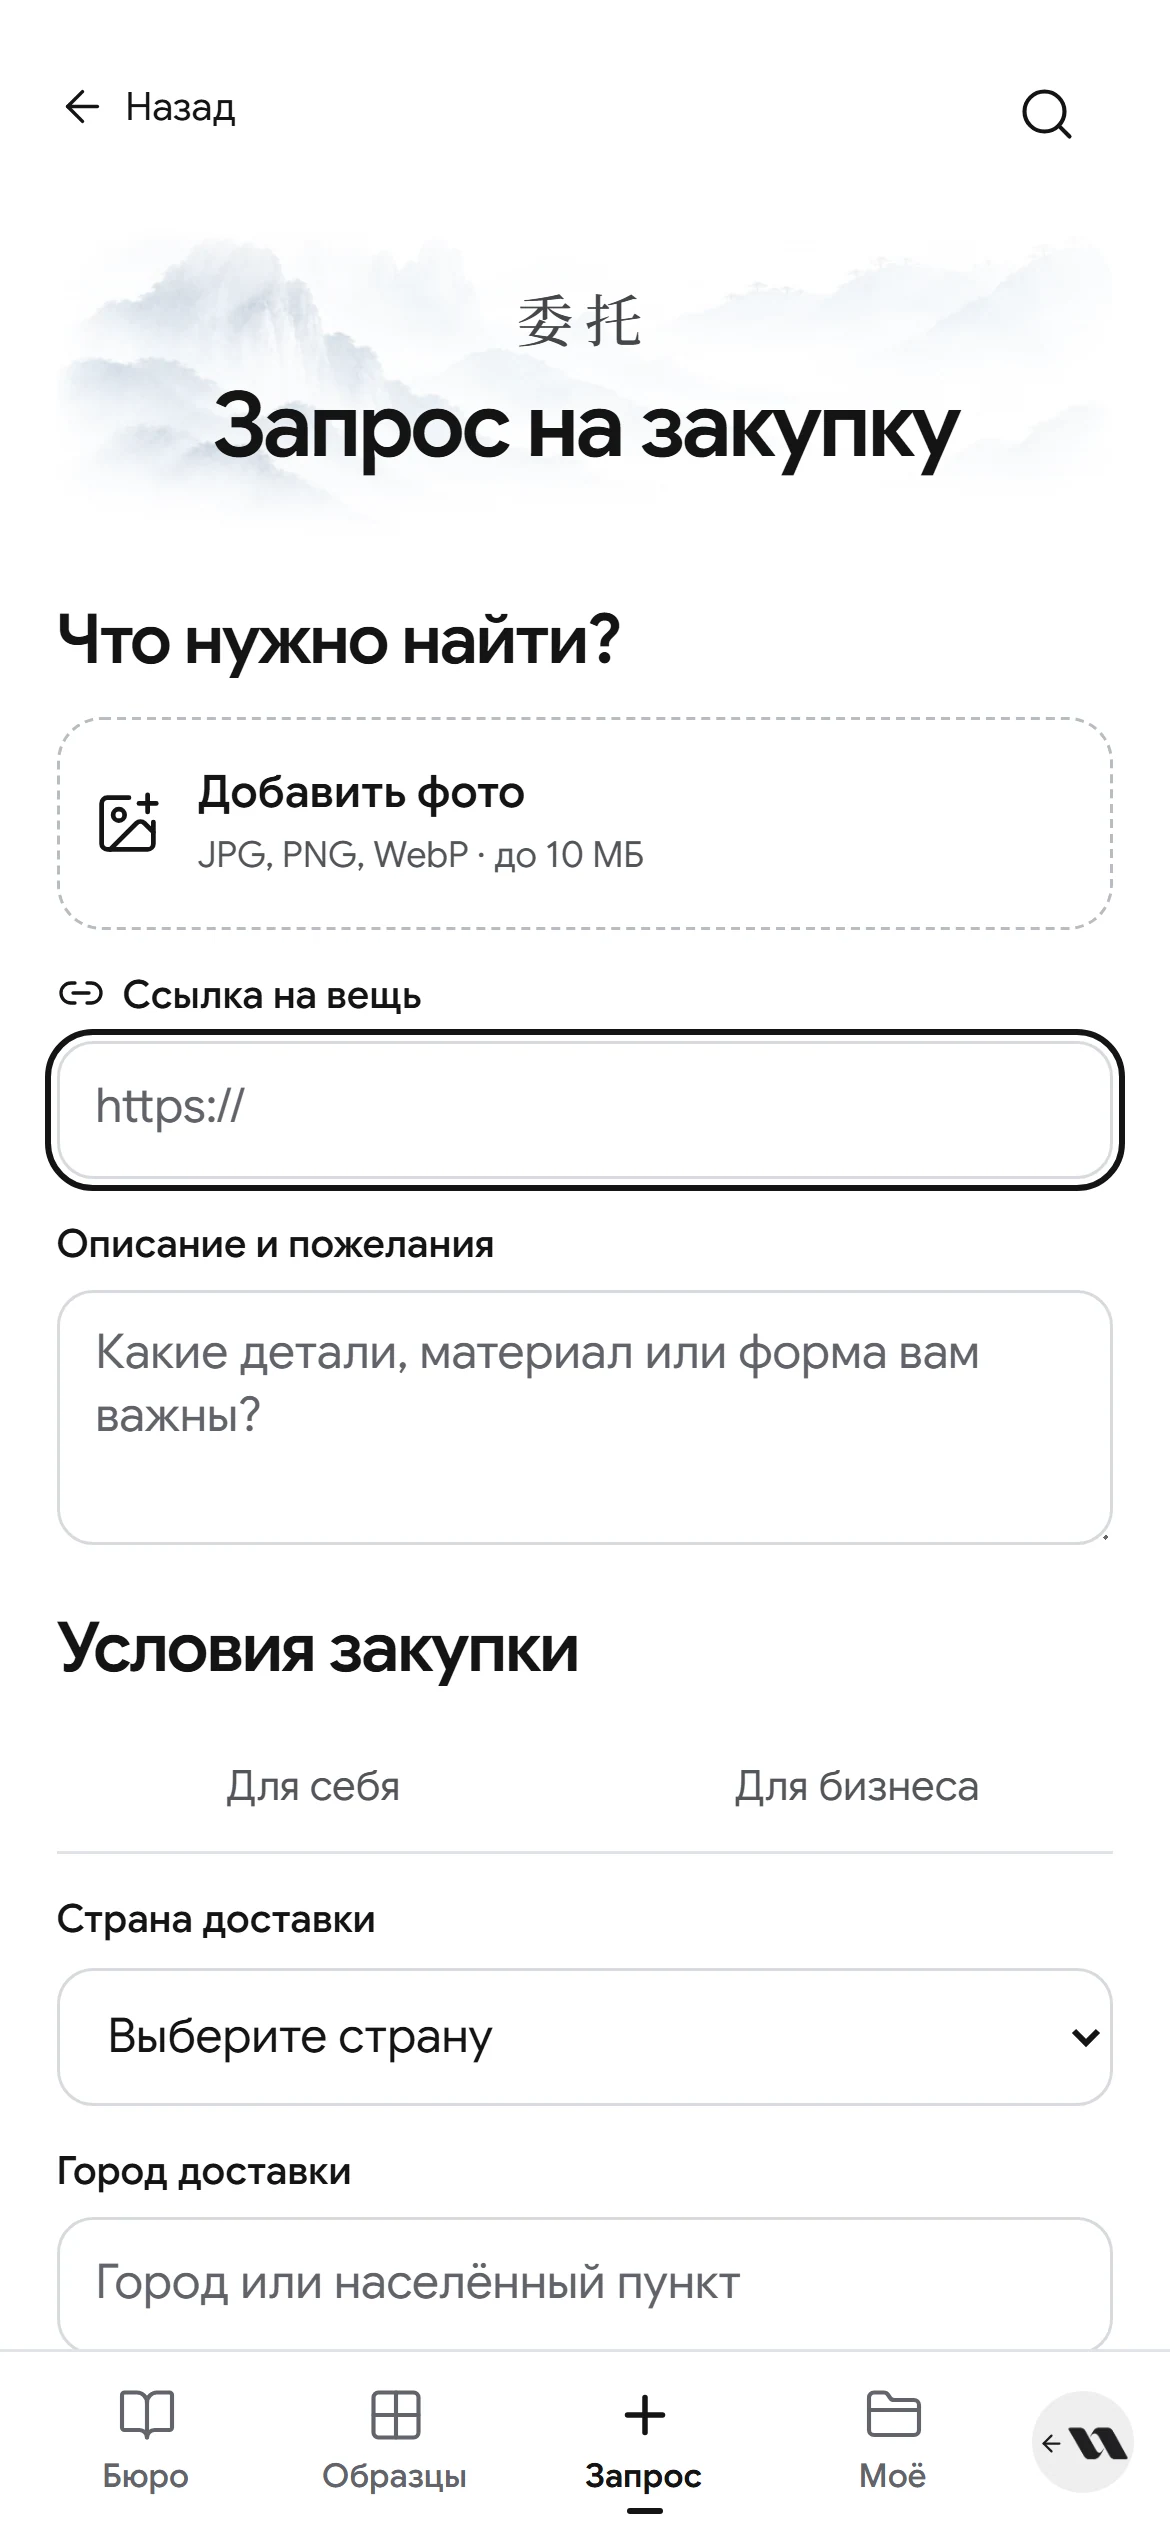 Назад
委托
Запрос на закупку
Что нужно найти?
Добавить фото
JPG, PNG, WebP · до 10 МБ
Ссылка на вещь
https://
Описание и пожелания
Какие детали, материал или форма вам
важны?
Условия закупки
Для себя
Для бизнеса
Страна доставки
Выберите страну
Город доставки
Город или населённый пункт
Бюро
Образцы
Запрос
Моё